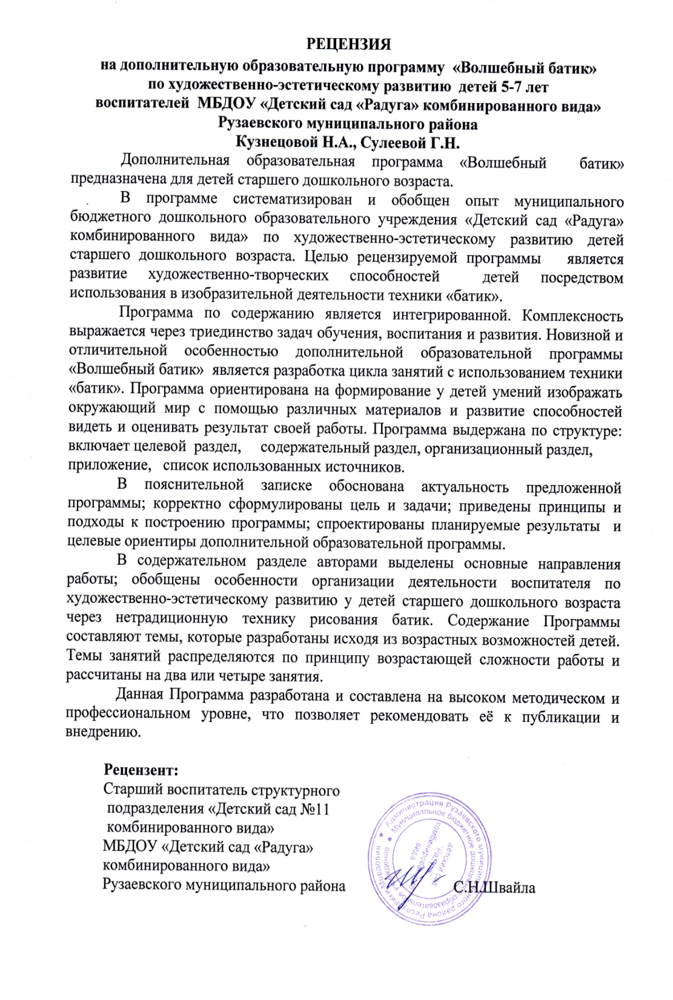 РЕЦЕНЗИЯ
на дополнительную образовательную программу «Волшебный батик»
по художественно-эстетическому развитию детей 5-7 лет
воспитателей МБДОУ «Детский сад «Радуга» комбинированного вида»
Рузаевского муниципального района
Кузнецовой Н.А., Сулеевой Г.Н.
Дополнительная образовательная программа «Волшебный батик»
предназначена для детей старшего дошкольного возраста.
В программе систематизирован и обобщен опыт муниципального
бюджетного дошкольного образовательного учреждения «Детский сад «Радуга»
комбинированного вида» по художественно-эстетическому развитию детей
старшего дошкольного возраста. Целью рецензируемой программы является
развитие художественно-творческих способностей детей посредством
использования в изобразительной деятельности техники «батик».
Программа по содержанию является интегрированной. Комплексность
выражается через триединство задач обучения, воспитания и развития. Новизной и
отличительной особенностью дополнительной образовательной программы
«Волшебный батик» является разработка цикла занятий с использованием техники
«батик». Программа ориентирована на формирование у детей умений изображать
окружающий мир с помощью различных материалов и развитие способностей
видеть и оценивать результат своей работы. Программа выдержана по структуре:
включает целевой раздел, содержательный раздел, организационный раздел,
приложение, список использованных источников.
В пояснительной записке обоснована актуальность предложенной
программы; корректно сформулированы цель и задачи; приведены принципы и
подходы к построению программы; спроектированы планируемые результаты и
целевые ориентиры дополнительной образовательной программы.
В содержательном разделе авторами выделены основные направления
работы; обобщены особенности организации деятельности воспитателя по
художественно-эстетическому развитию у детей старшего дошкольного возраста
через нетрадиционную технику рисования батик. Содержание Программы
составляют темы, которые разработаны исходя из возрастных возможностей детей.
Темы занятий распределяются по принципу возрастающей сложности работы и
рассчитаны на два или четыре занятия.
Данная Программа разработана и составлена на высоком методическом и
профессиональном уровне, что позволяет рекомендовать её к публикации и
внедрению.
Рецензент:
Старший воспитатель структурного
подразделения «Детский сад №11
комбинированного вида»
МБДОУ «Детский сад «Радуга»
комбинированного вида»
Рузаевского муниципального района
С.Н.Швайла
Администрация Рузаевского муниципального района Республики Мордовия
Муниципальное бюджетное дошкольное образовательное учреждение
детский сад
вида